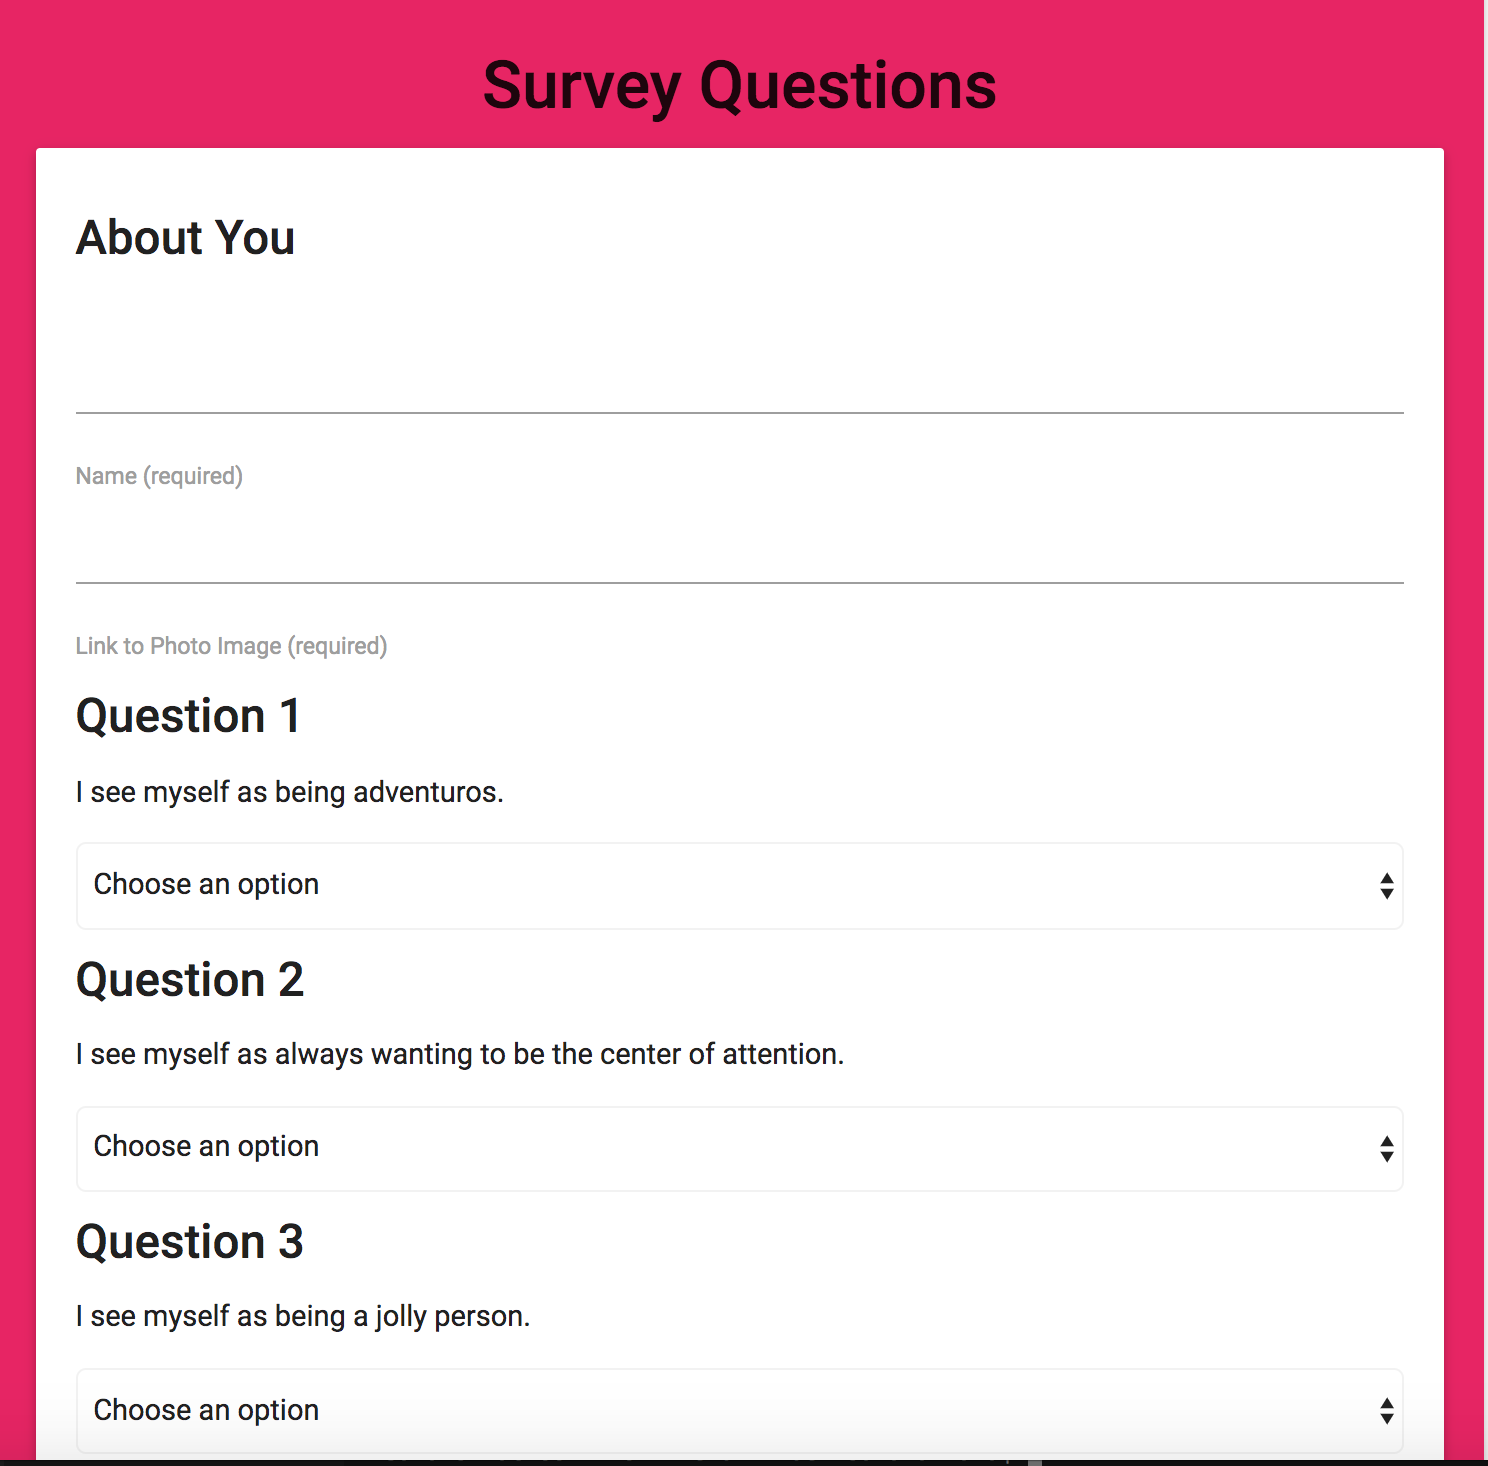 Survey Questions
About You
Name (required)
Link to Photo Image (required)
Question 1
I see myself as being adventuros.
Choose an option
Question 2
I see myself as always wanting to be the center of attention.
Choose an option
Question 3
I see myself as being a jolly person.
Choose an option